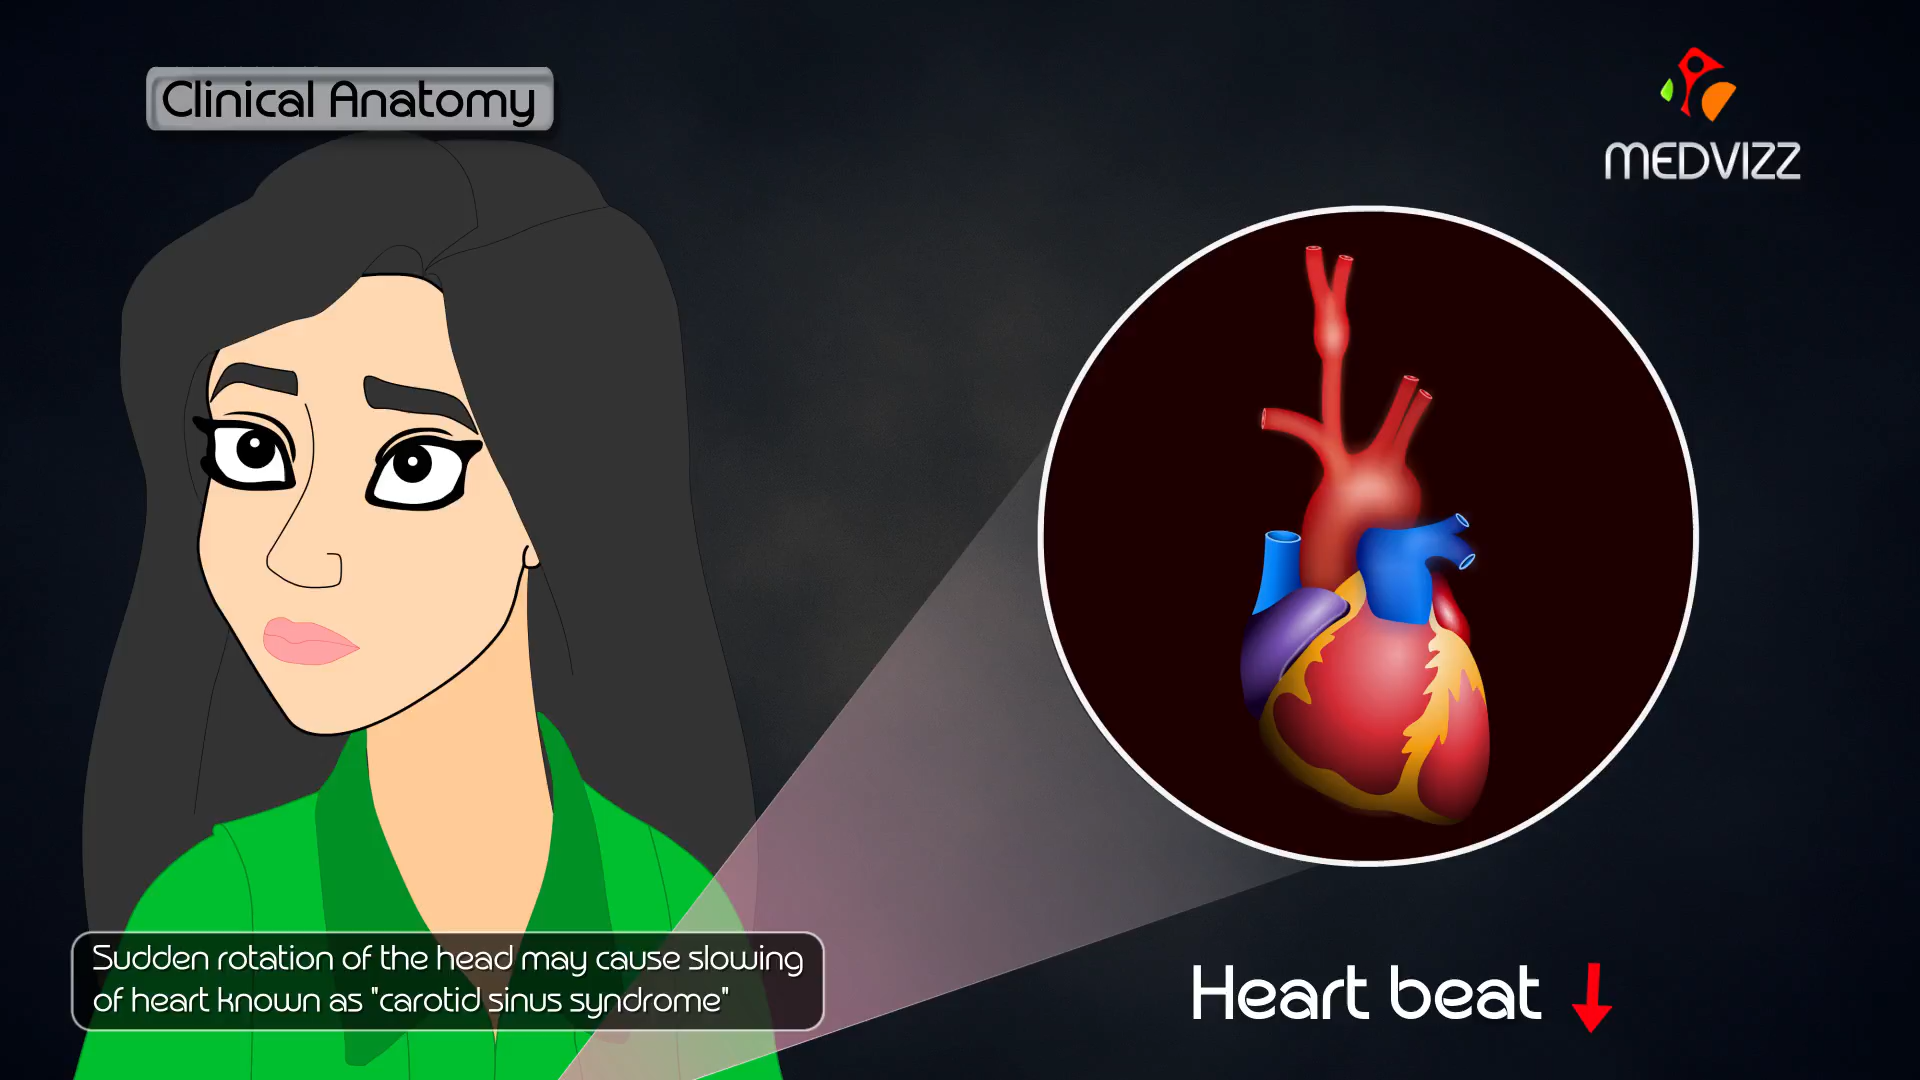 Clinical Anatomy
MEDVIZZ
Sudden rotation of the head may cause slowing
of heart known as "carotid sinus syndrome"
Heart beat